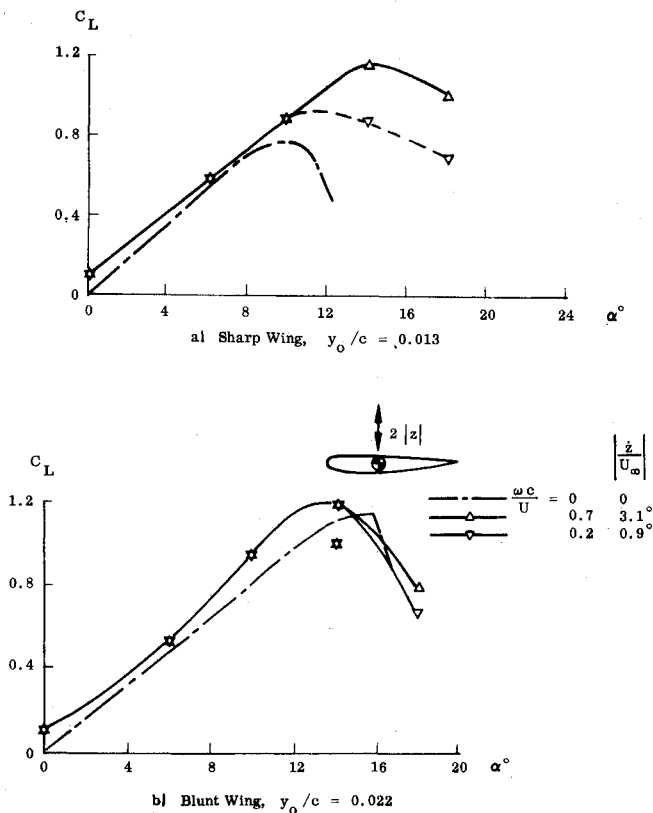 C_L
1.2
0.8
0.4
0
0 4 8 12 16 20 24 α°
a) Sharp Wing, y_o/c = 0.013
2 |z|
C_L
|ż/U_∞|
1.2
ωc/U = 0 0
0.7 3.1°
0.2 0.9°
0.8
0.4
0
0 4 8 12 16 20 α°
b) Blunt Wing, y_o/c = 0.022